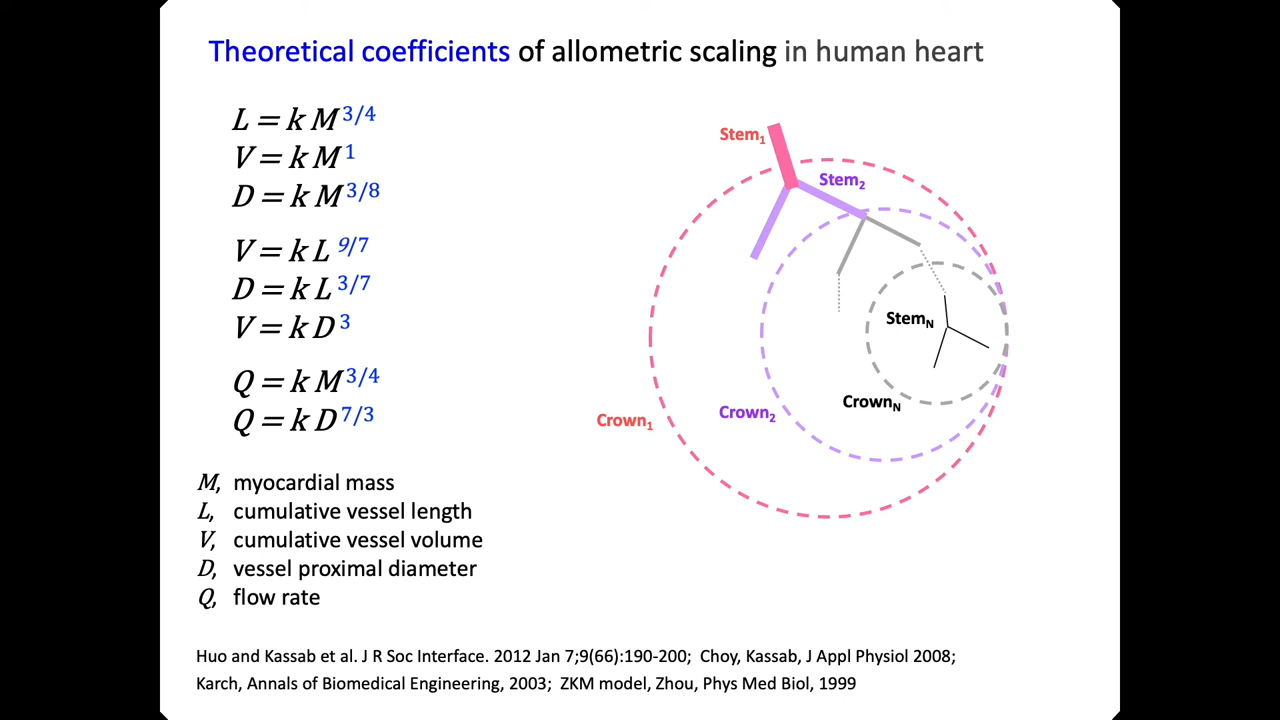 Theoretical coefficients of allometric scaling in human heart
L = k M^3/4
V = k M^1
D = k M^3/8
V = k L^9/7
D = k L^3/7
V = k D^3
Q = k M^3/4
Q = k D^7/3
M, myocardial mass
L, cumulative vessel length
V, cumulative vessel volume
D, vessel proximal diameter
Q, flow rate
Stem1
Stem2
StemN
CrownN
Crown2
Crown1
Huo and Kassab et al. J R Soc Interface. 2012 Jan 7;9(66):190-200; Choy, Kassab, J Appl Physiol 2008;
Karch, Annals of Biomedical Engineering, 2003; ZKM model, Zhou, Phys Med Biol, 1999